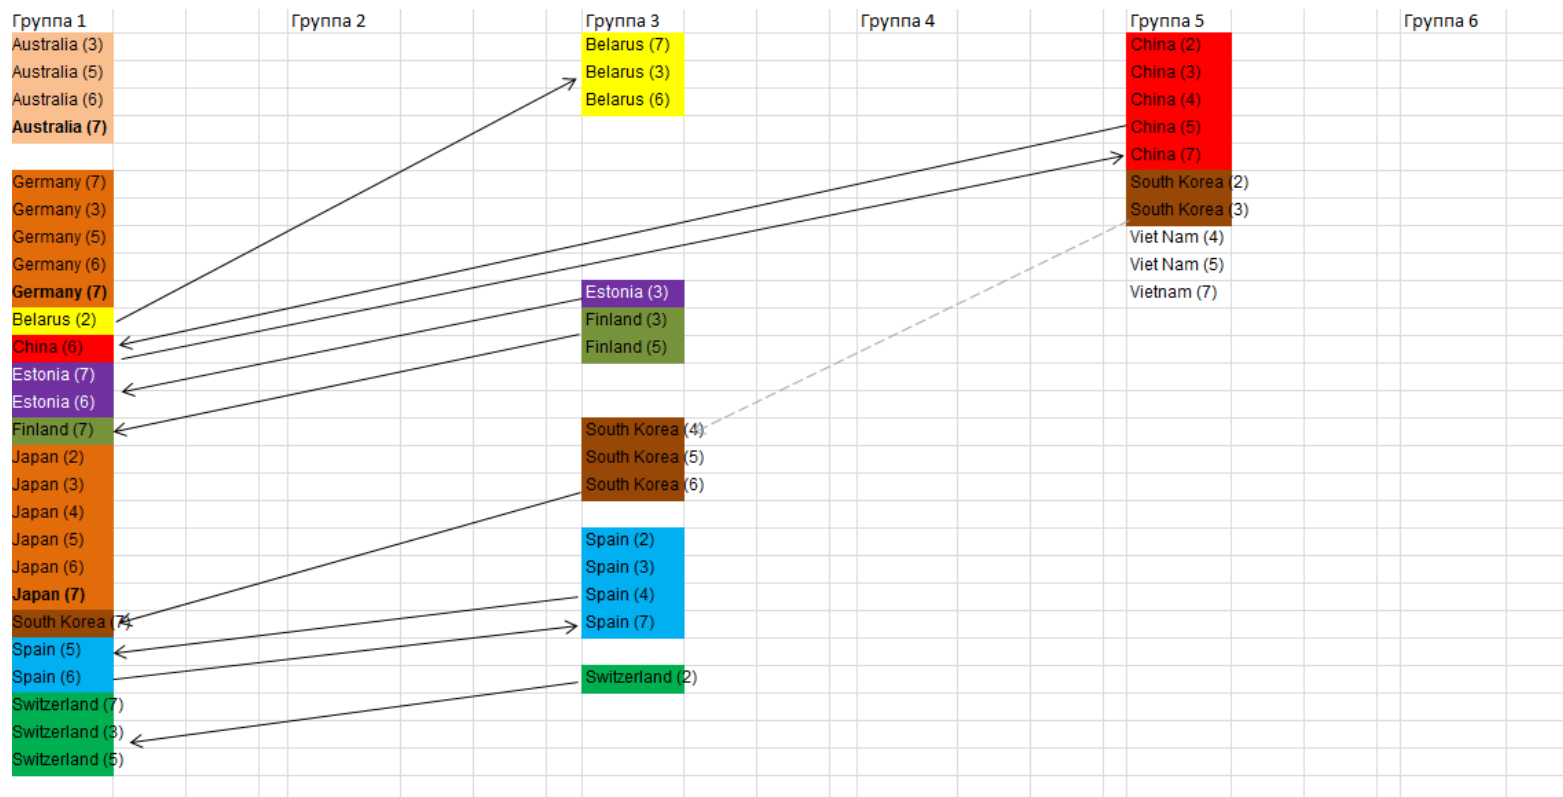 Группа 1 Группа 2 Группа 3 Группа 4 Группа 5 Группа 6
Australia (3) Belarus (7) China (2)
Australia (5) Belarus (3) China (3)
Australia (6) Belarus (6) China (4)
Australia (7) China (5)
China (7)
Germany (7) South Korea (2)
Germany (3) South Korea (3)
Germany (5) Viet Nam (4)
Germany (6) Viet Nam (5)
Germany (7) Estonia (3) Vietnam (7)
Belarus (2) Finland (3)
China (6) Finland (5)
Estonia (7)
Estonia (6)
Finland (7) South Korea (4)
Japan (2) South Korea (5)
Japan (3) South Korea (6)
Japan (4)
Japan (5) Spain (2)
Japan (6) Spain (3)
Japan (7) Spain (4)
South Korea (7) Spain (7)
Spain (5)
Spain (6) Switzerland (2)
Switzerland (7)
Switzerland (3)
Switzerland (5)